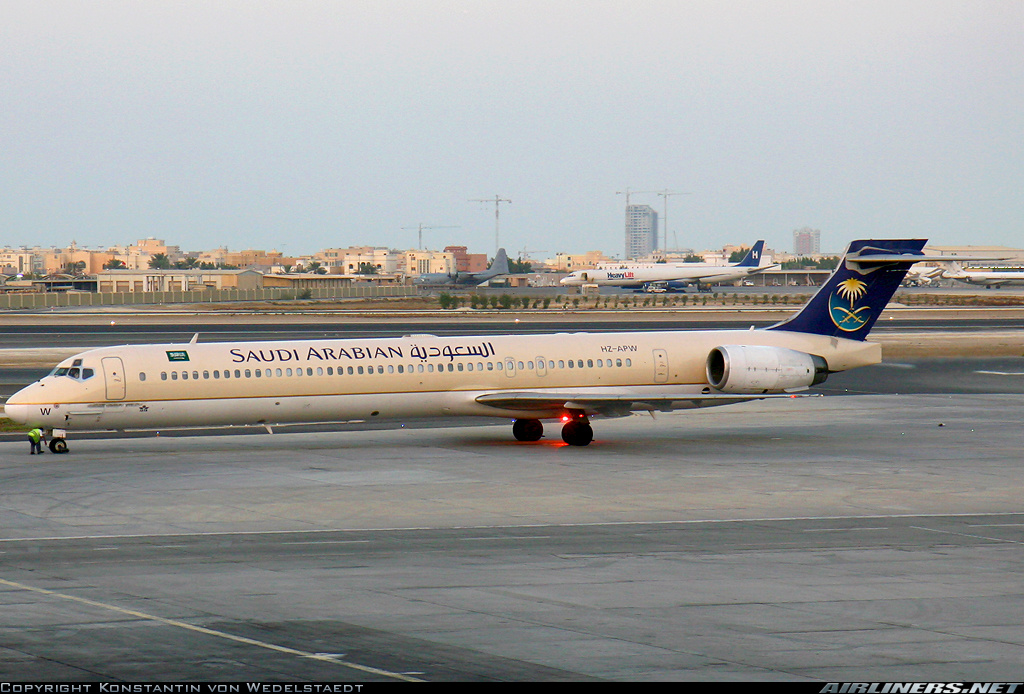 H
HeavyLift
SAUDI ARABIAN السعودية
HZ-APW
W
COPYRIGHT KONSTANTIN VON WEDELSTAEDT
AIRLINERS.NET